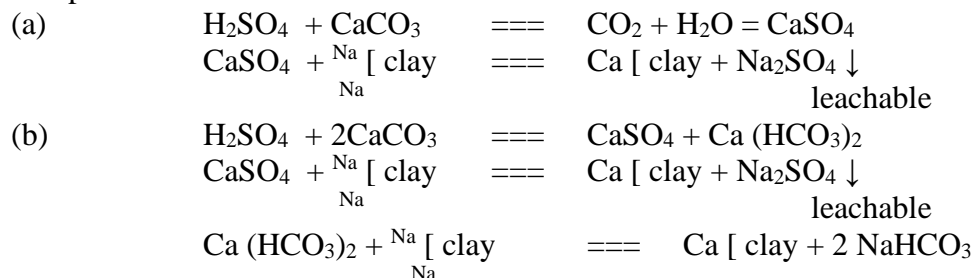 (a) H₂SO₄ + CaCO₃ === CO₂ + H₂O = CaSO₄
CaSO₄ + Na [ clay === Ca [ clay + Na₂SO₄ ↓
Na
leachable
(b) H₂SO₄ + 2CaCO₃ === CaSO₄ + Ca (HCO₃)₂
CaSO₄ + Na [ clay === Ca [ clay + Na₂SO₄ ↓
Na
leachable
Ca (HCO₃)₂ + Na [ clay === Ca [ clay + 2 NaHCO₃
Na